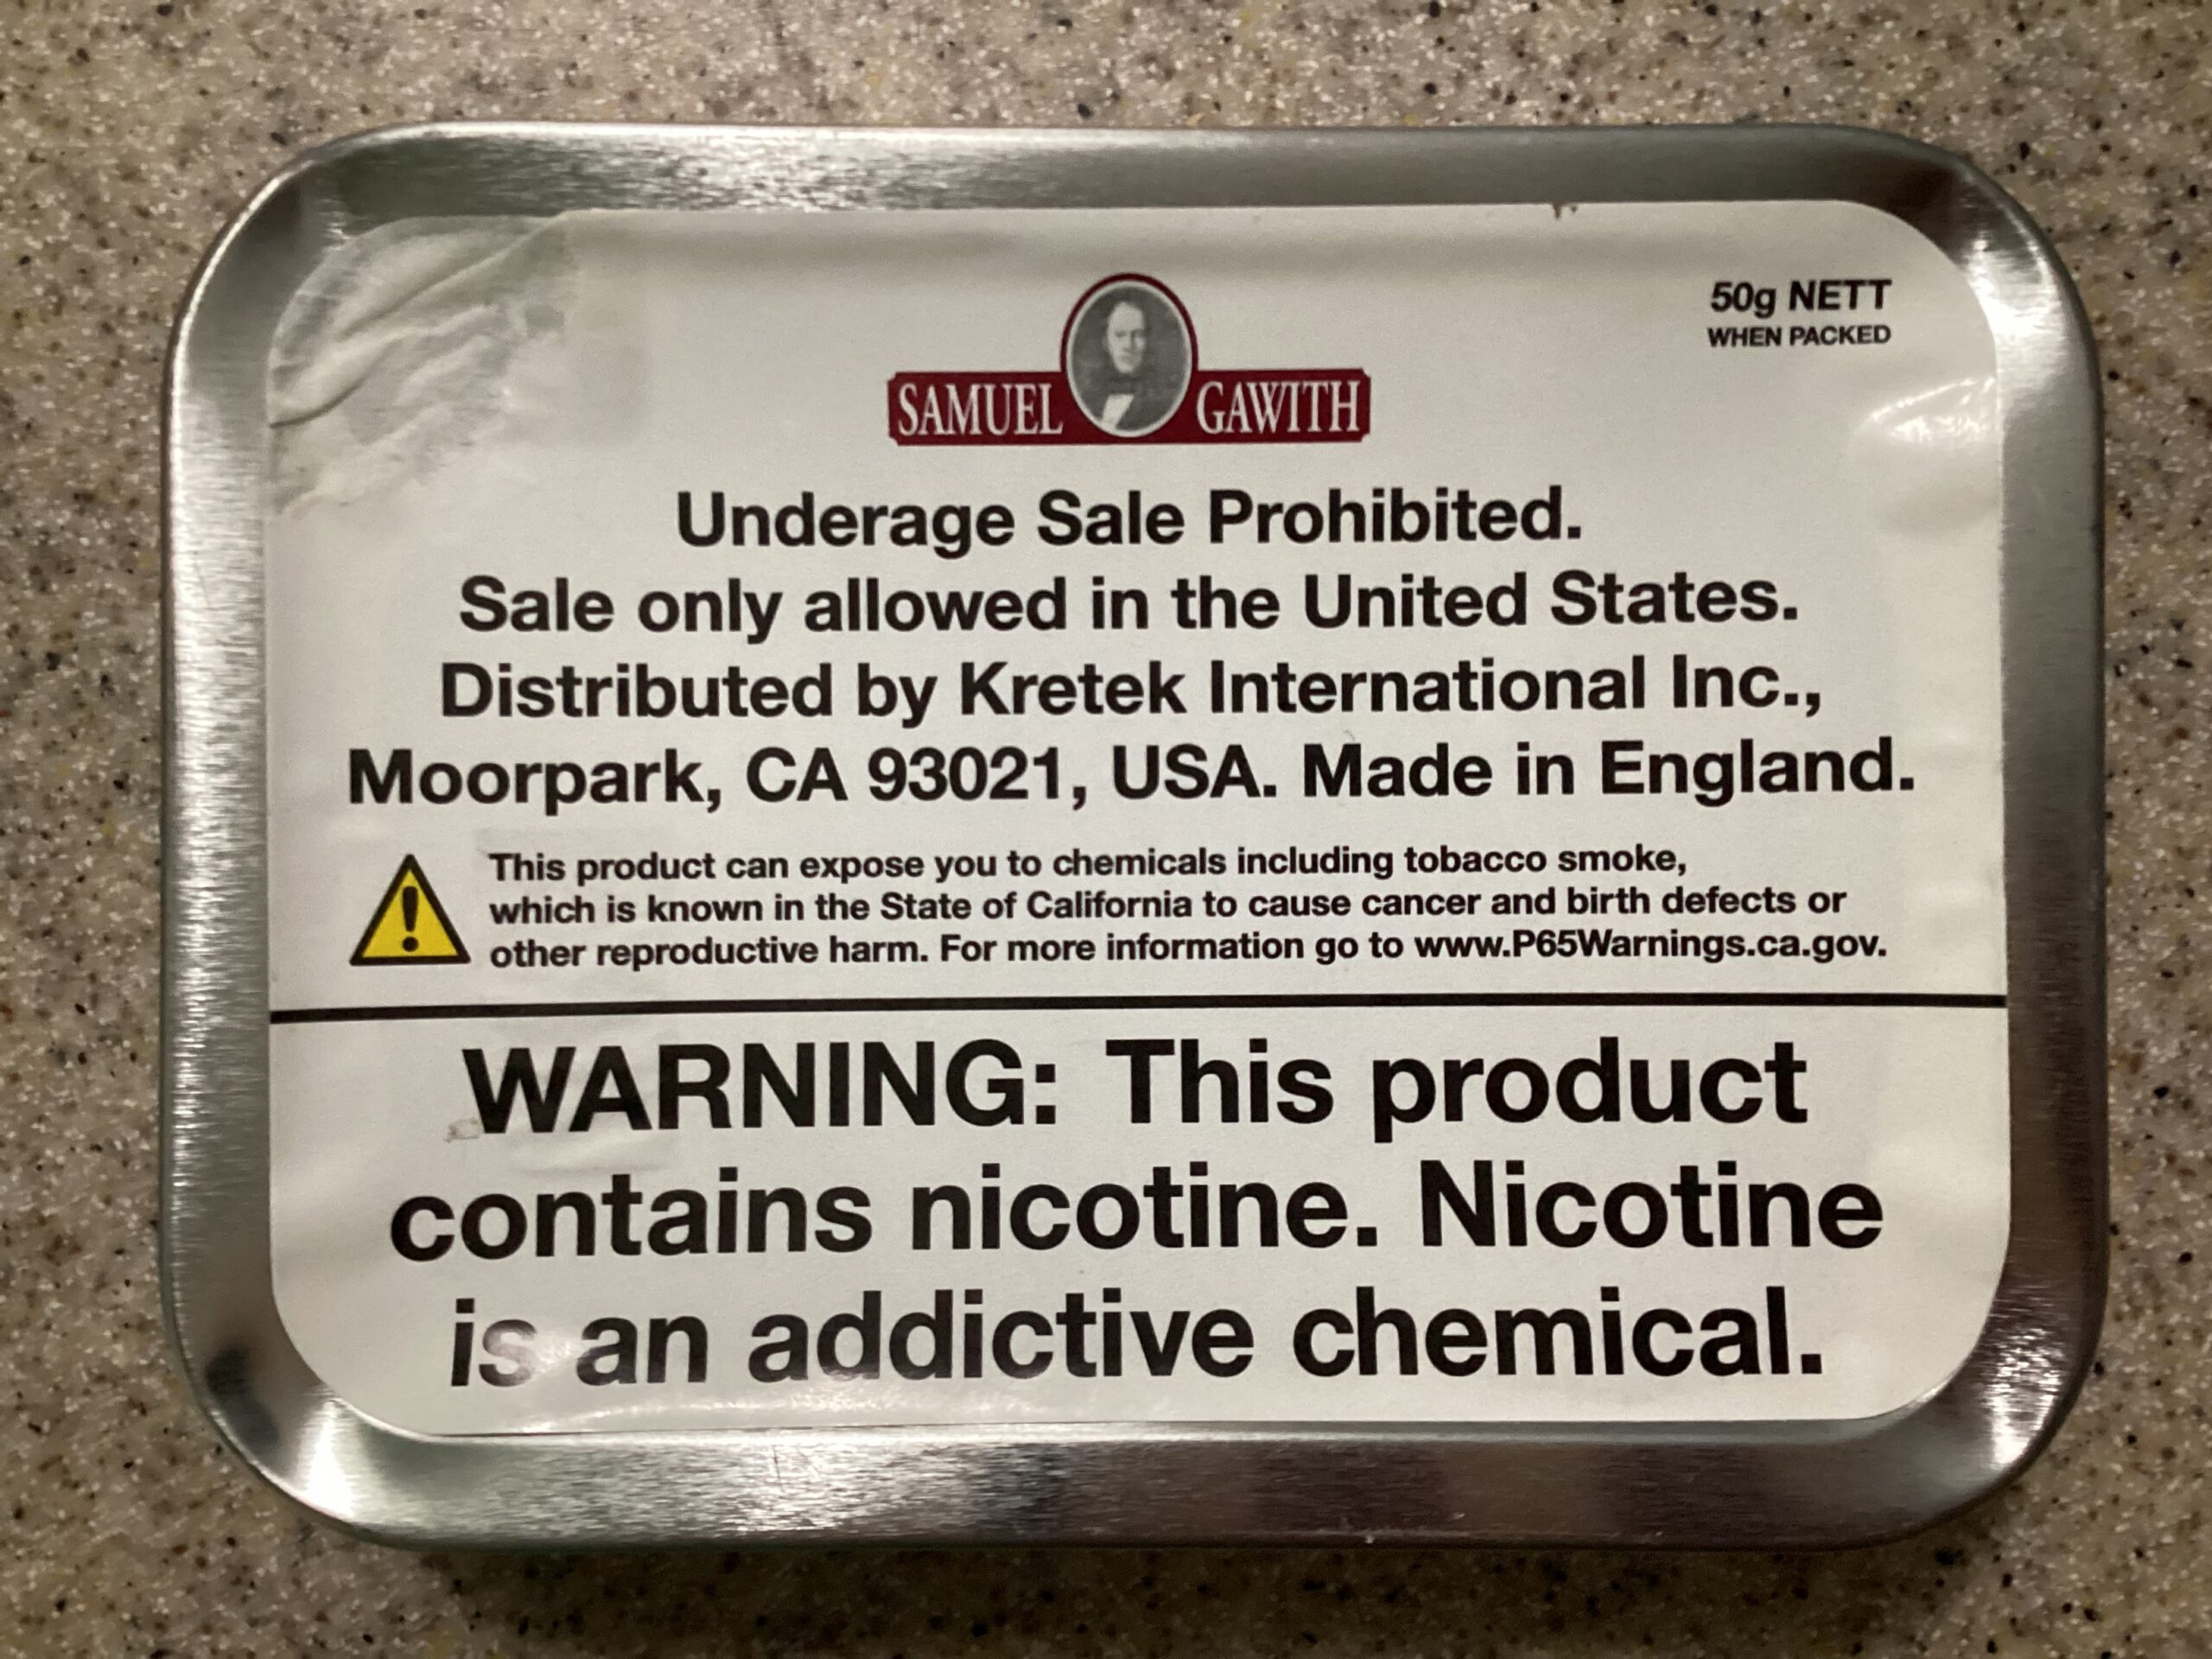 50g NETT
WHEN PACKED
SAMUEL GAWITH
Underage Sale Prohibited.
Sale only allowed in the United States.
Distributed by Kretek International Inc.,
Moorpark, CA 93021, USA. Made in England.
This product can expose you to chemicals including tobacco smoke,
which is known in the State of California to cause cancer and birth defects or
other reproductive harm. For more information go to www.P65Warnings.ca.gov.
WARNING: This product
contains nicotine. Nicotine
is an addictive chemical.